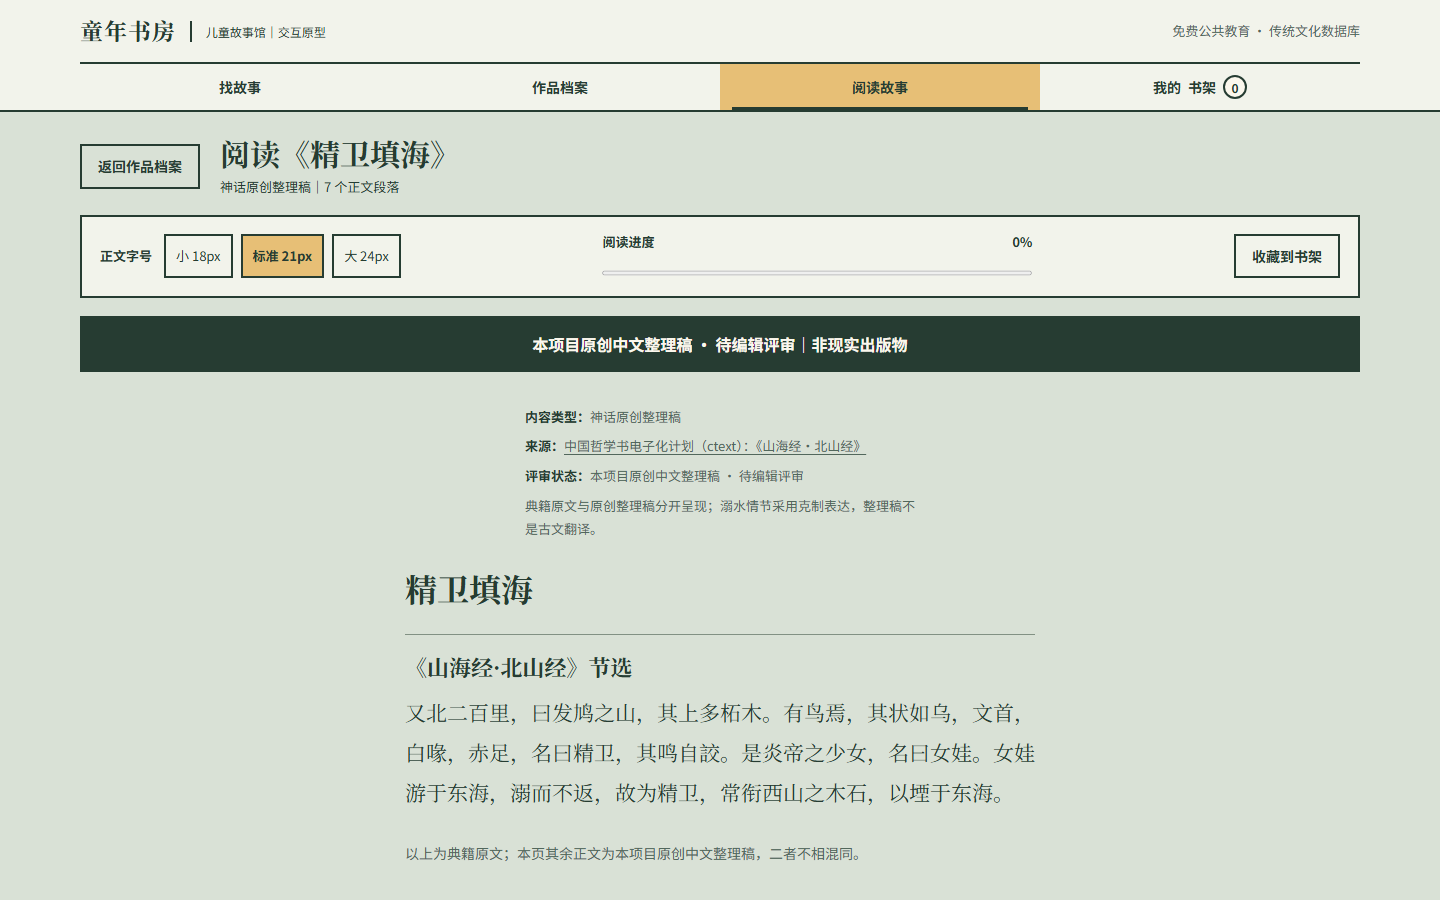 童年书房
儿童故事馆｜交互原型
免费公共教育 · 传统文化数据库
找故事
作品档案
阅读故事
我的 书架 0
返回作品档案
阅读《精卫填海》
神话原创整理稿｜7 个正文段落
正文字号
小 18px
标准 21px
大 24px
阅读进度
0%
收藏到书架
本项目原创中文整理稿 · 待编辑评审｜非现实出版物
内容类型：神话原创整理稿
来源：中国哲学书电子化计划（ctext）：《山海经·北山经》
评审状态：本项目原创中文整理稿 · 待编辑评审
典籍原文与原创整理稿分开呈现；溺水情节采用克制表达，整理稿不
是古文翻译。
精卫填海
《山海经·北山经》节选
又北二百里，曰发鸠之山，其上多柘木。有鸟焉，其状如乌，文首，
白喙，赤足，名曰精卫，其鸣自詨。是炎帝之少女，名曰女娃。女娃
游于东海，溺而不返，故为精卫，常衔西山之木石，以堙于东海。
以上为典籍原文；本页其余正文为本项目原创中文整理稿，二者不相混同。